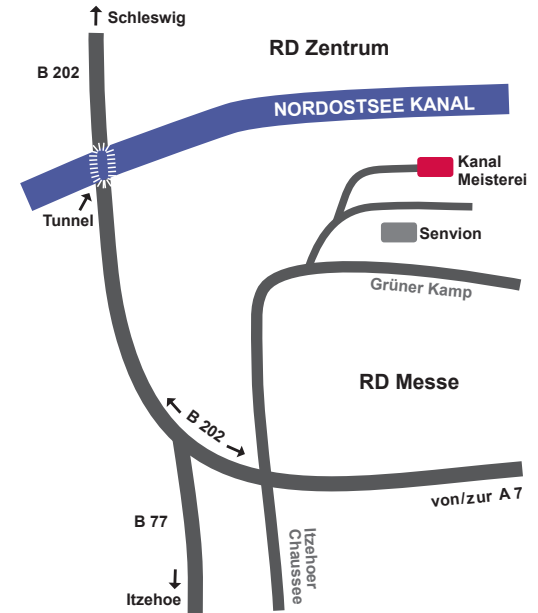 Schleswig
RD Zentrum
B 202
NORDOSTSEE KANAL
Kanal
Meisterei
Tunnel
Senvion
Grüner Kamp
RD Messe
B 202
von/zur A 7
B 77
Itzehoer
Chaussee
Itzehoe